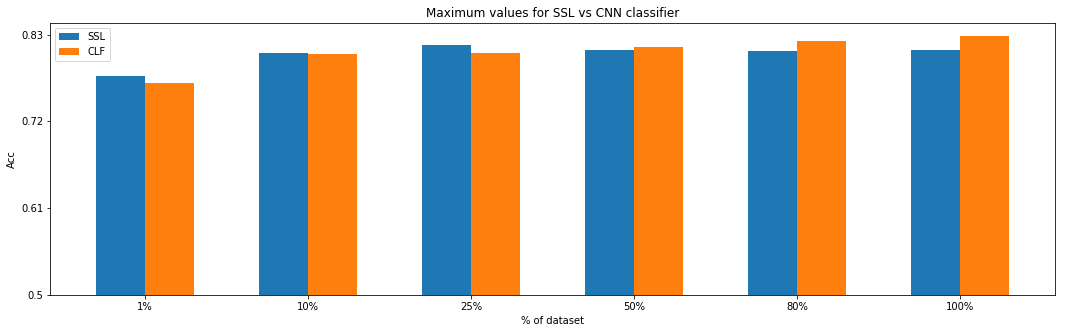 Maximum values for SSL vs CNN classifier
SSL
CLF
Acc
0.83
0.72
0.61
0.5
1%
10%
25%
50%
80%
100%
% of dataset